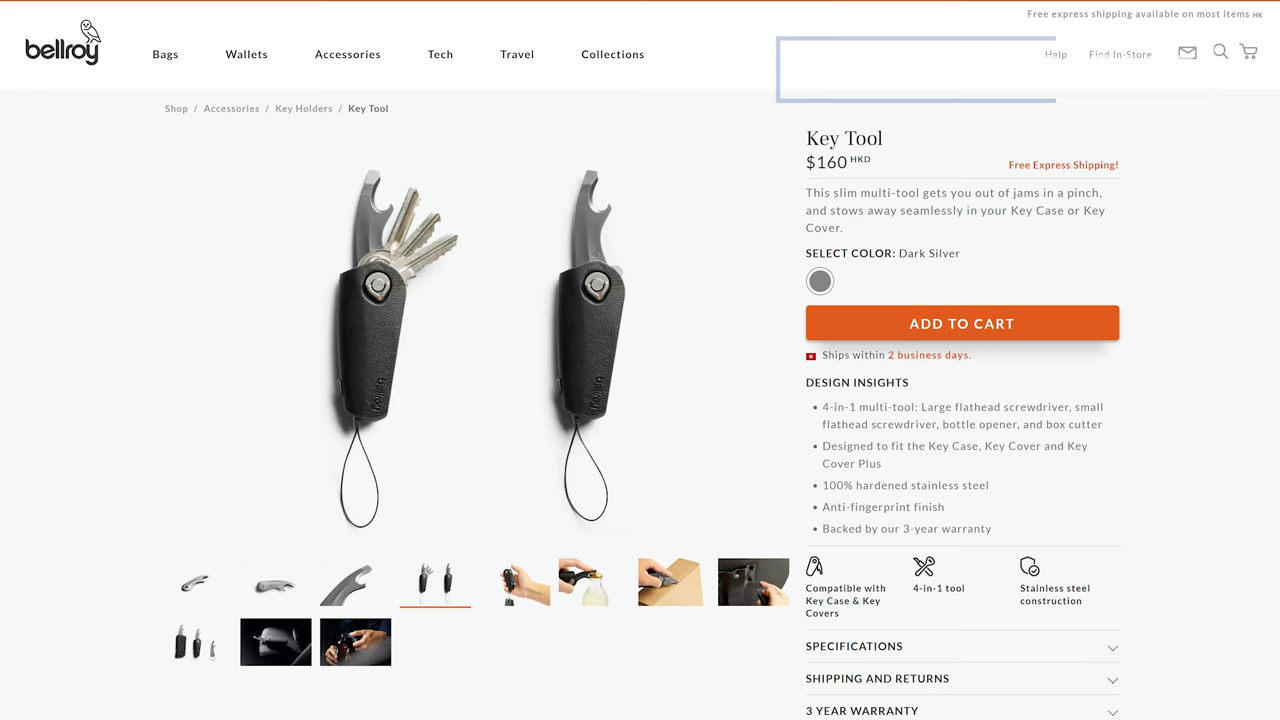 Free express shipping available on most items HK
bellroy
Bags
Wallets
Accessories
Tech
Travel
Collections
Help
Find In-Store
Shop / Accessories / Key Holders / Key Tool
Key Tool
$160 HKD
Free Express Shipping!
This slim multi-tool gets you out of jams in a pinch,
and stows away seamlessly in your Key Case or Key
Cover.
SELECT COLOR: Dark Silver
ADD TO CART
Ships within 2 business days.
DESIGN INSIGHTS
• 4-in-1 multi-tool: Large flathead screwdriver, small
flathead screwdriver, bottle opener, and box cutter
• Designed to fit the Key Case, Key Cover and Key
Cover Plus
• 100% hardened stainless steel
• Anti-fingerprint finish
• Backed by our 3-year warranty
Compatible with
Key Case & Key
Covers
4-in-1 tool
Stainless steel
construction
SPECIFICATIONS
SHIPPING AND RETURNS
3 YEAR WARRANTY
bellroy
bellroy